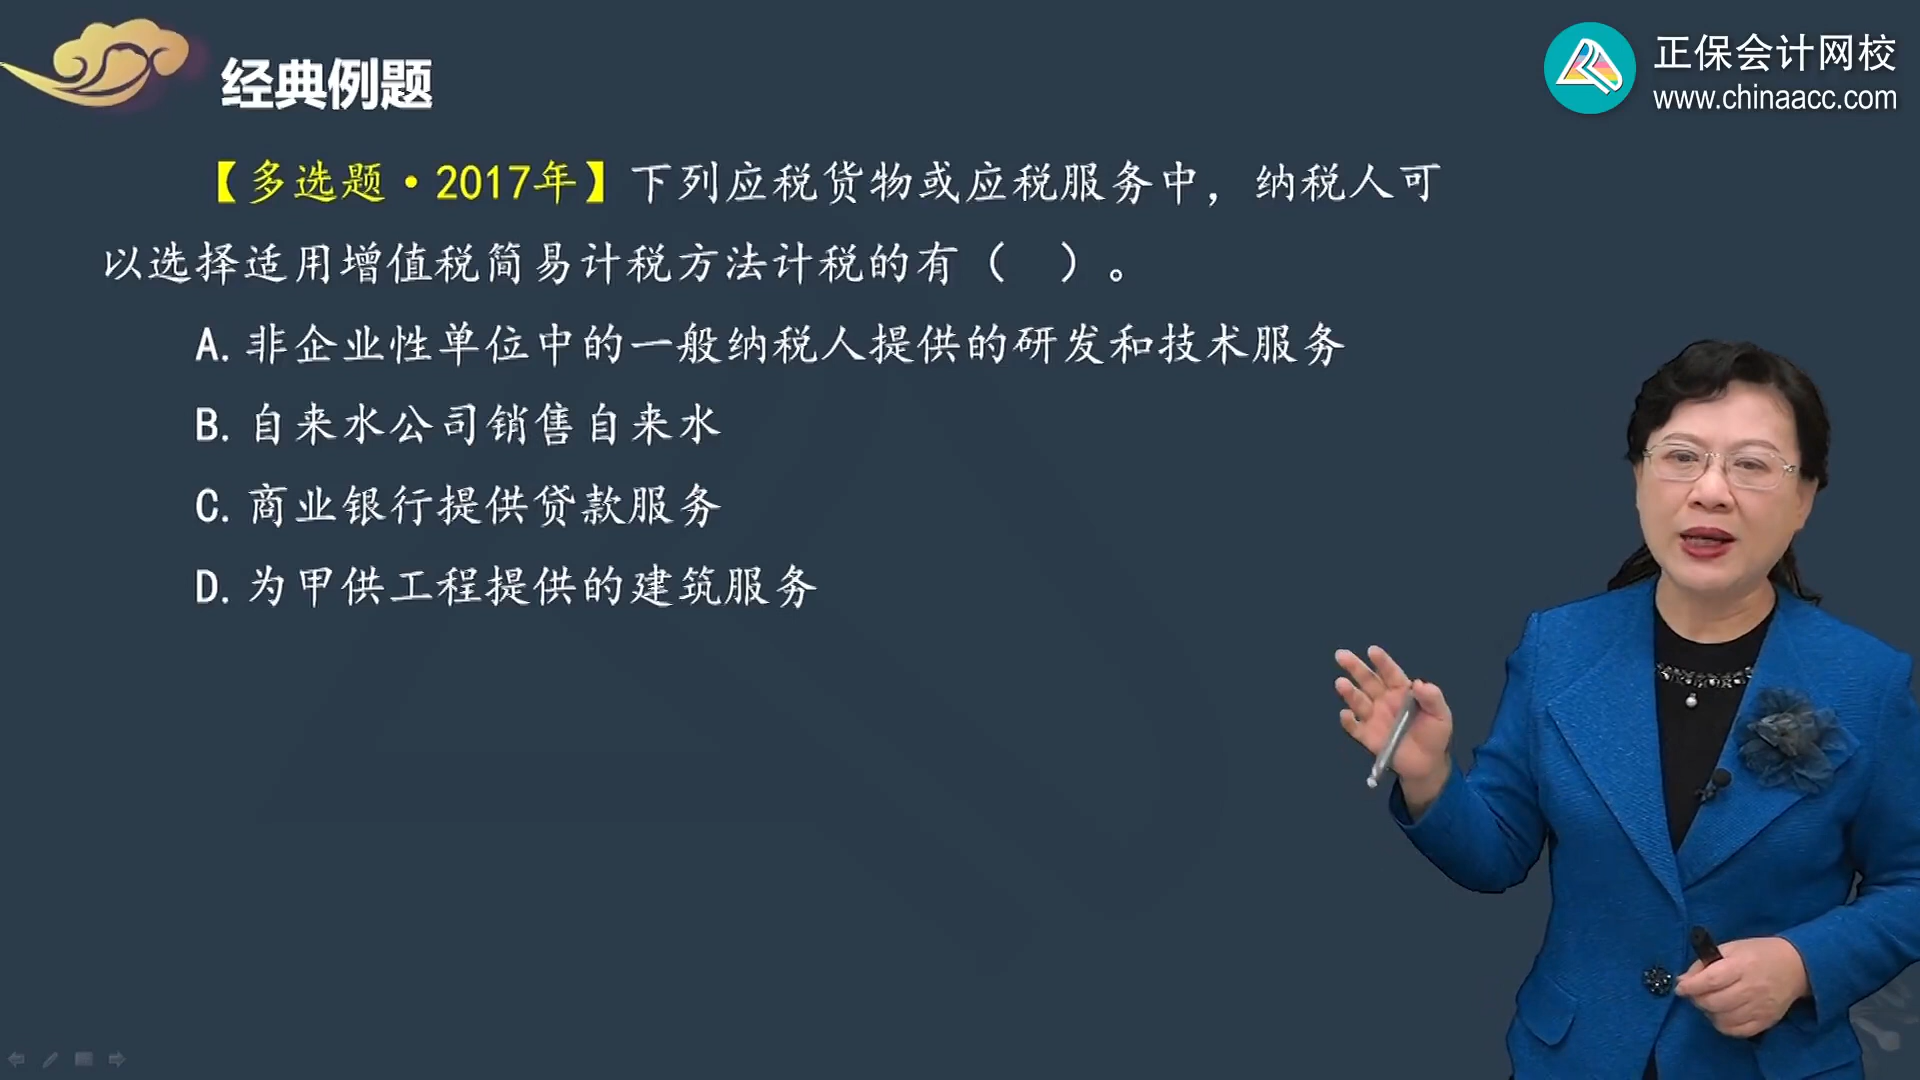 经典例题
正保会计网校
www.chinaacc.com
【多选题·2017年】下列应税货物或应税服务中，纳税人可
以选择适用增值税简易计税方法计税的有（　）。
A. 非企业性单位中的一般纳税人提供的研发和技术服务
B. 自来水公司销售自来水
C. 商业银行提供贷款服务
D. 为甲供工程提供的建筑服务